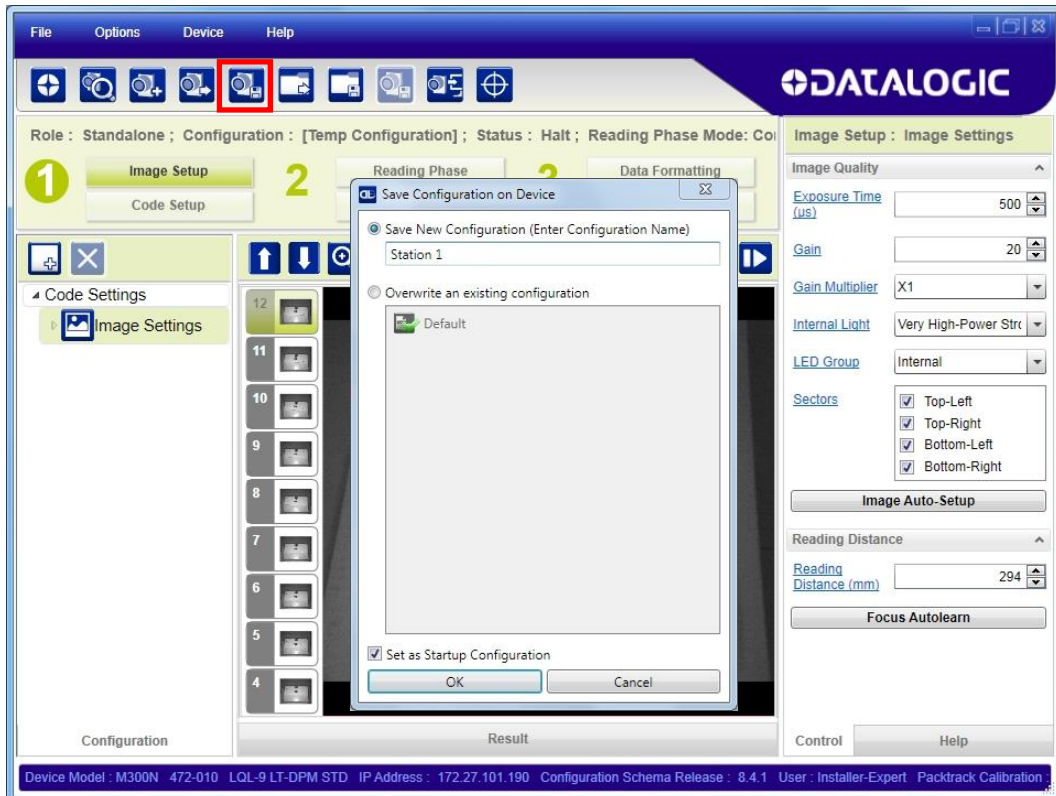 File Options Device Help
DATALOGIC
Role : Standalone ; Configuration : [Temp Configuration] ; Status : Halt ; Reading Phase Mode:
1 Image Setup
Code Setup
2 Reading Phase
Data Formatting
Save Configuration on Device
Save New Configuration (Enter Configuration Name)
Station 1
Overwrite an existing configuration
Default
Set as Startup Configuration
OK Cancel
Code Settings
Image Settings
12
11
10
9
8
7
6
5
4
Configuration
Result
Image Setup : Image Settings
Image Quality
Exposure Time (µs) 500
Gain 20
Gain Multiplier X1
Internal Light Very High-Power Strc
LED Group Internal
Sectors Top-Left
Top-Right
Bottom-Left
Bottom-Right
Image Auto-Setup
Reading Distance
Reading Distance (mm) 294
Focus Autolearn
Control Help
Device Model : M300N 472-010 LQL-9 LT-DPM STD IP Address : 172.27.101.190 Configuration Schema Release : 8.4.1 User : Installer-Expert Packtrack Calibration :